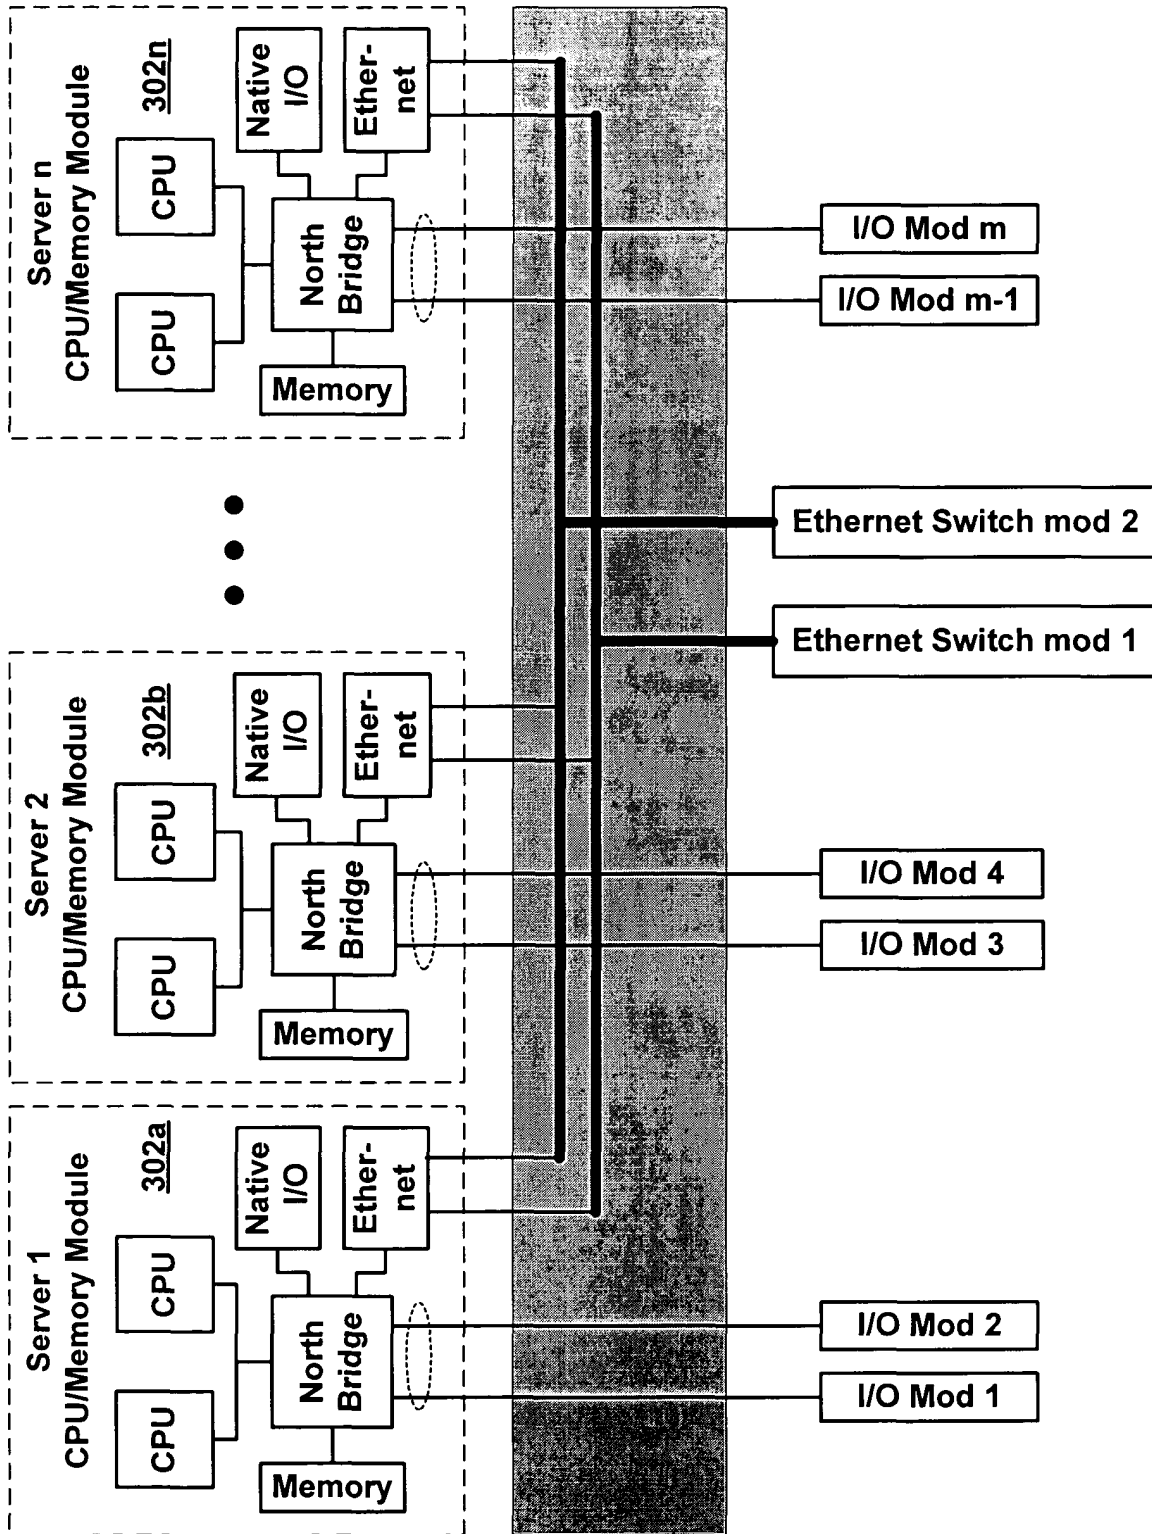 Server 1
CPU/Memory Module
302a
CPU
CPU
Memory
North
Bridge
Native
I/O
Ether-
net
Server 2
CPU/Memory Module
302b
CPU
CPU
Memory
North
Bridge
Native
I/O
Ether-
net
Server n
CPU/Memory Module
302n
CPU
CPU
Memory
North
Bridge
Native
I/O
Ether-
net
I/O Mod 1
I/O Mod 2
I/O Mod 3
I/O Mod 4
Ethernet Switch mod 1
Ethernet Switch mod 2
I/O Mod m-1
I/O Mod m